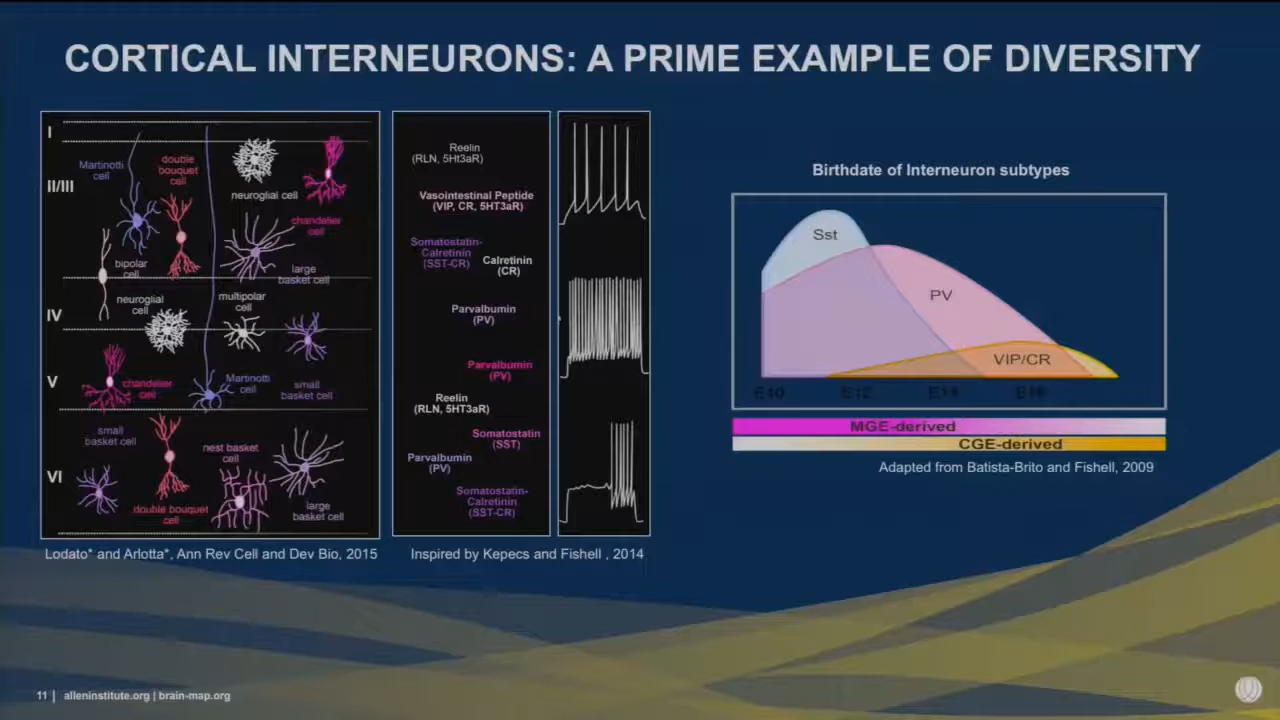 CORTICAL INTERNEURONS: A PRIME EXAMPLE OF DIVERSITY
I
II/III
IV
V
VI
Martinotti
cell
double
bouquet
cell
neuroglial cell
chandelier
cell
bipolar
cell
large
basket cell
neuroglial
cell
multipolar
cell
chandelier
cell
Martinotti
cell
small
basket cell
small
basket cell
nest basket
cell
double bouquet
cell
large
basket cell
Lodato* and Arlotta*, Ann Rev Cell and Dev Bio, 2015
Reelin
(RLN, 5Ht3aR)
Vasointestinal Peptide
(VIP, CR, 5HT3aR)
Somatostatin-
Calretinin
(SST-CR)
Calretinin
(CR)
Parvalbumin
(PV)
Parvalbumin
(PV)
Reelin
(RLN, 5HT3aR)
Somatostatin
(SST)
Parvalbumin
(PV)
Somatostatin-
Calretinin
(SST-CR)
Inspired by Kepecs and Fishell , 2014
Birthdate of Interneuron subtypes
Sst
PV
VIP/CR
E10 E12 E14 E16
MGE-derived
CGE-derived
Adapted from Batista-Brito and Fishell, 2009
11 | alleninstitute.org | brain-map.org